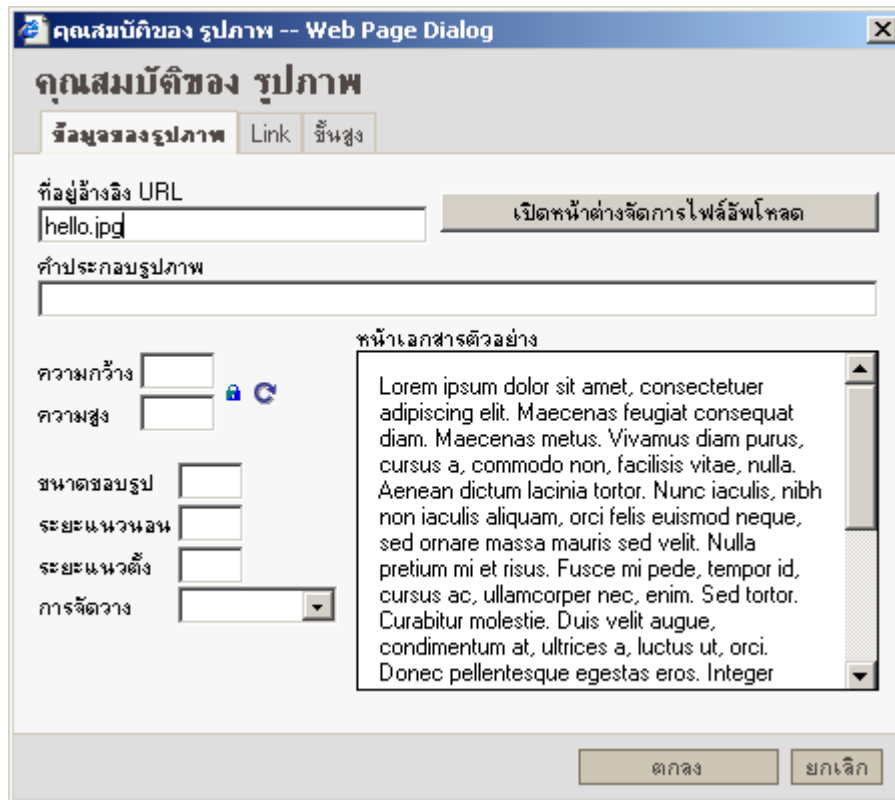 คุณสมบัติของ รูปภาพ -- Web Page Dialog
คุณสมบัติของ รูปภาพ
ข้อมูลของรูปภาพ Link ขั้นสูง
ที่อยู่อ้างอิง URL
hello.jpg
เปิดหน้าต่างจัดการไฟล์อัพโหลด
คำประกอบรูปภาพ
ความกว้าง
ความสูง
ขนาดขอบรูป
ระยะแนวนอน
ระยะแนวตั้ง
การจัดวาง
หน้าเอกสารตัวอย่าง
Lorem ipsum dolor sit amet, consectetuer
adipiscing elit. Maecenas feugiat consequat
diam. Maecenas metus. Vivamus diam purus,
cursus a, commodo non, facilisis vitae, nulla.
Aenean dictum lacinia tortor. Nunc iaculis, nibh
non iaculis aliquam, orci felis euismod neque,
sed ornare massa mauris sed velit. Nulla
pretium mi et risus. Fusce mi pede, tempor id,
cursus ac, ullamcorper nec, enim. Sed tortor.
Curabitur molestie. Duis velit augue,
condimentum at, ultrices a, luctus ut, orci.
Donec pellentesque egestas eros. Integer
ตกลง ยกเลิก